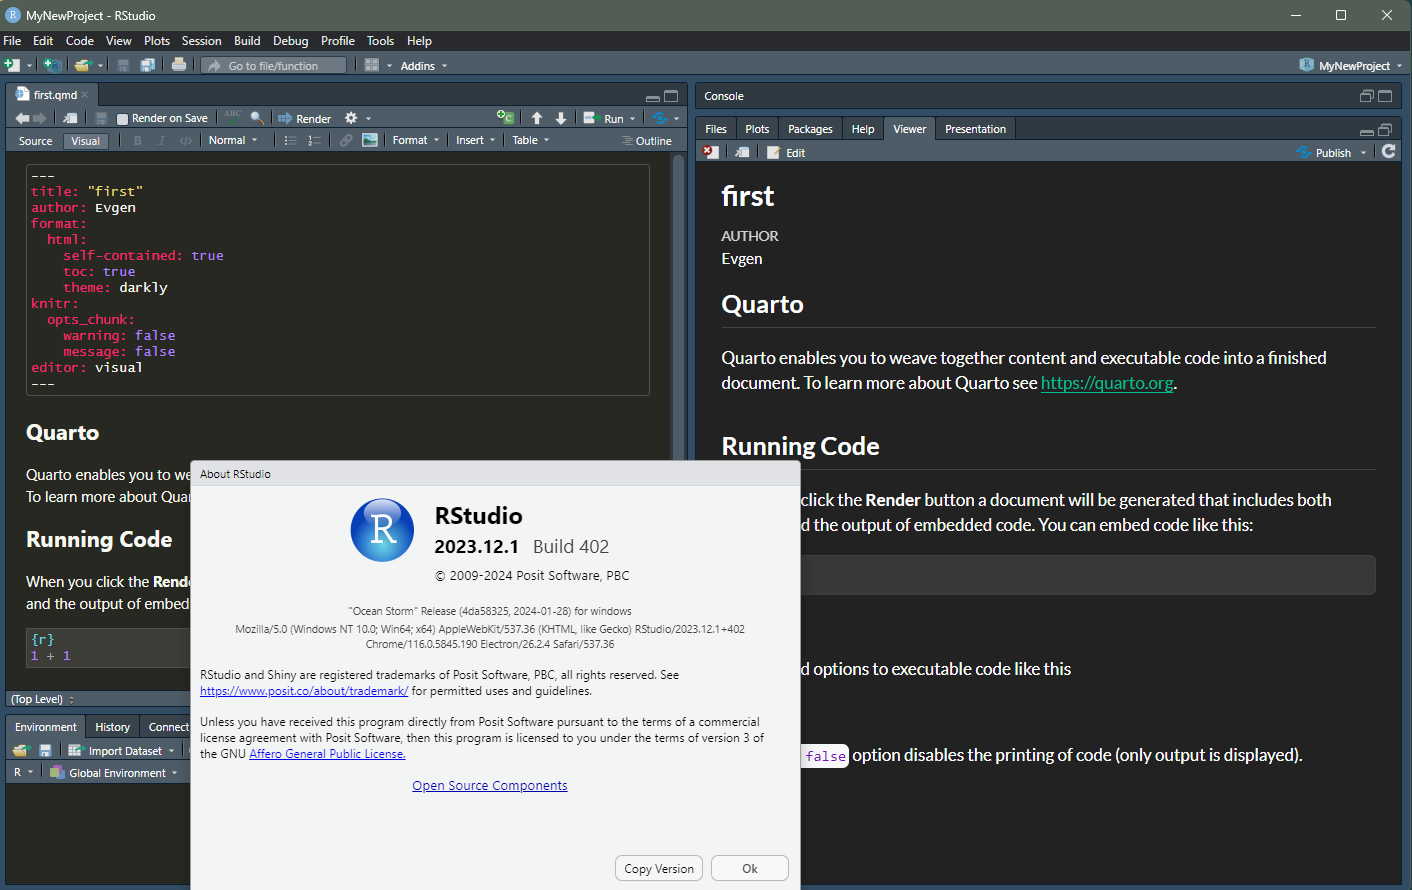 R MyNewProject - RStudio
File Edit Code View Plots Session Build Debug Profile Tools Help
Go to file/function Addins R MyNewProject
first.qmd
Render on Save ABC Render C Run
Source Visual B I </> Normal Format Insert Table Outline
---
title: "first"
author: Evgen
format:
html:
self-contained: true
toc: true
theme: darkly
knitr:
opts_chunk:
warning: false
message: false
editor: visual
---
Quarto
Quarto enables you to we
To learn more about Quar
Running Code
When you click the Rende
and the output of embed
{r}
1 + 1
(Top Level)
Environment History Connect
Import Dataset
R Global Environment
Console
Files Plots Packages Help Viewer Presentation
Edit Publish
first
AUTHOR
Evgen
Quarto
Quarto enables you to weave together content and executable code into a finished
document. To learn more about Quarto see https://quarto.org.
Running Code
click the Render button a document will be generated that includes both
d the output of embedded code. You can embed code like this:
d options to executable code like this
false option disables the printing of code (only output is displayed).
About RStudio
R
RStudio
2023.12.1 Build 402
© 2009-2024 Posit Software, PBC
"Ocean Storm" Release (4da58325, 2024-01-28) for windows
Mozilla/5.0 (Windows NT 10.0; Win64; x64) AppleWebKit/537.36 (KHTML, like Gecko) RStudio/2023.12.1+402
Chrome/116.0.5845.190 Electron/26.2.4 Safari/537.36
RStudio and Shiny are registered trademarks of Posit Software, PBC, all rights reserved. See
https://www.posit.co/about/trademark/ for permitted uses and guidelines.
Unless you have received this program directly from Posit Software pursuant to the terms of a commercial
license agreement with Posit Software, then this program is licensed to you under the terms of version 3 of
the GNU Affero General Public License.
Open Source Components
Copy Version Ok